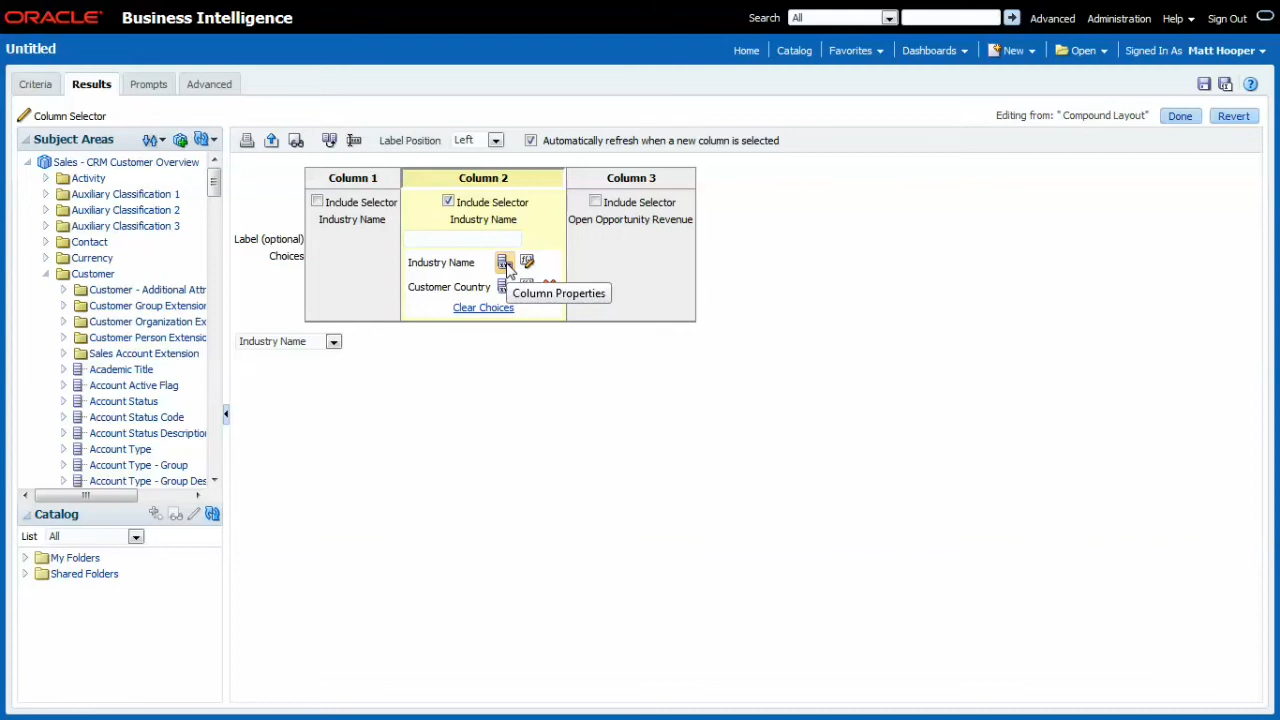 ORACLE Business Intelligence Search All Advanced Administration Help Sign Out
Untitled Home Catalog Favorites Dashboards New Open Signed In As Matt Hooper
Criteria Results Prompts Advanced
Column Selector Editing from: "Compound Layout" Done Revert
Subject Areas Label Position Left Automatically refresh when a new column is selected
Sales - CRM Customer Overview
Activity
Auxiliary Classification 1
Auxiliary Classification 2
Auxiliary Classification 3
Contact
Currency
Customer
Customer - Additional Att
Customer Group Extension
Customer Organization Ex
Customer Person Extensio
Sales Account Extension
Academic Title
Account Active Flag
Account Status
Account Status Code
Account Status Description
Account Type
Account Type - Group
Account Type - Group Des
Catalog
List All
My Folders
Shared Folders
Column 1 Column 2 Column 3
Include Selector Include Selector Include Selector
Industry Name Industry Name Open Opportunity Revenue
Label (optional)
Choices
Industry Name
Customer Country
Column Properties
Clear Choices
Industry Name